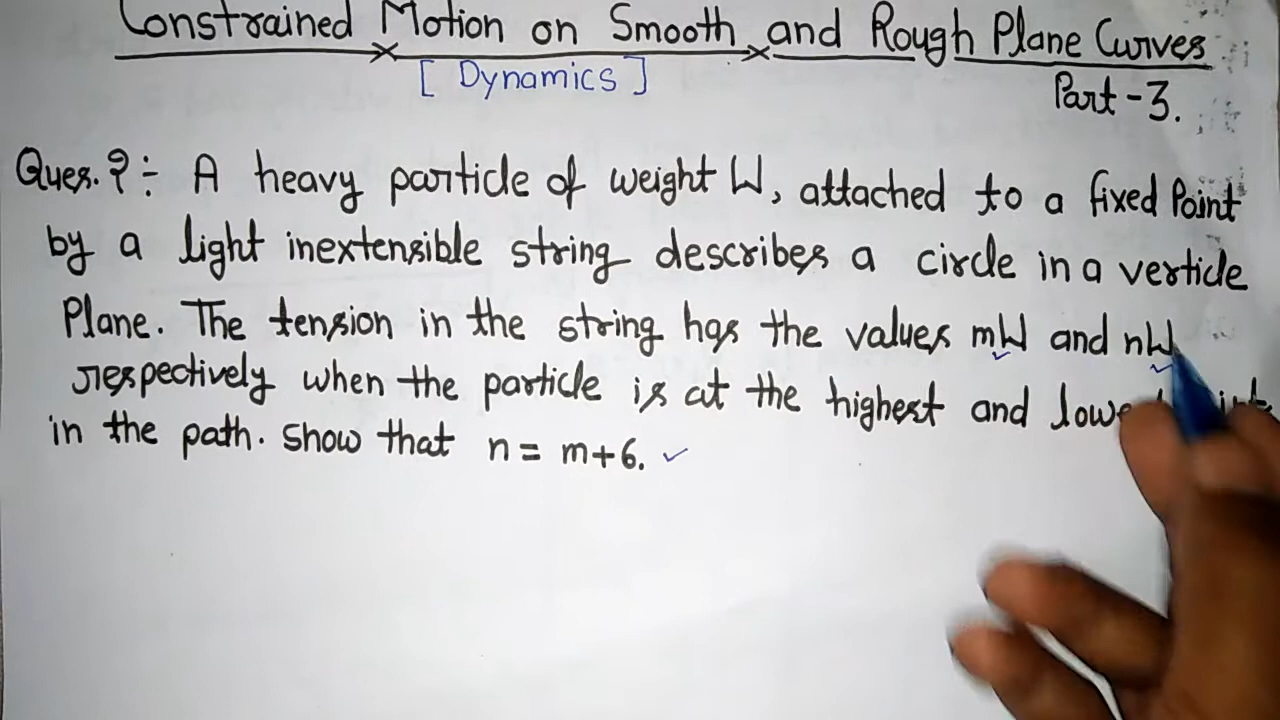 Constrained Motion on Smooth and Rough Plane Curves
[ Dynamics ]
Part-3.
Ques.?÷ A heavy particle of weight W, attached to a fixed Point
by a light inextensible string describes a circle in a verticle
Plane. The tension in the string has the values mW and nW
respectively when the particle is at the highest and
in the path. Show that n = m+6.